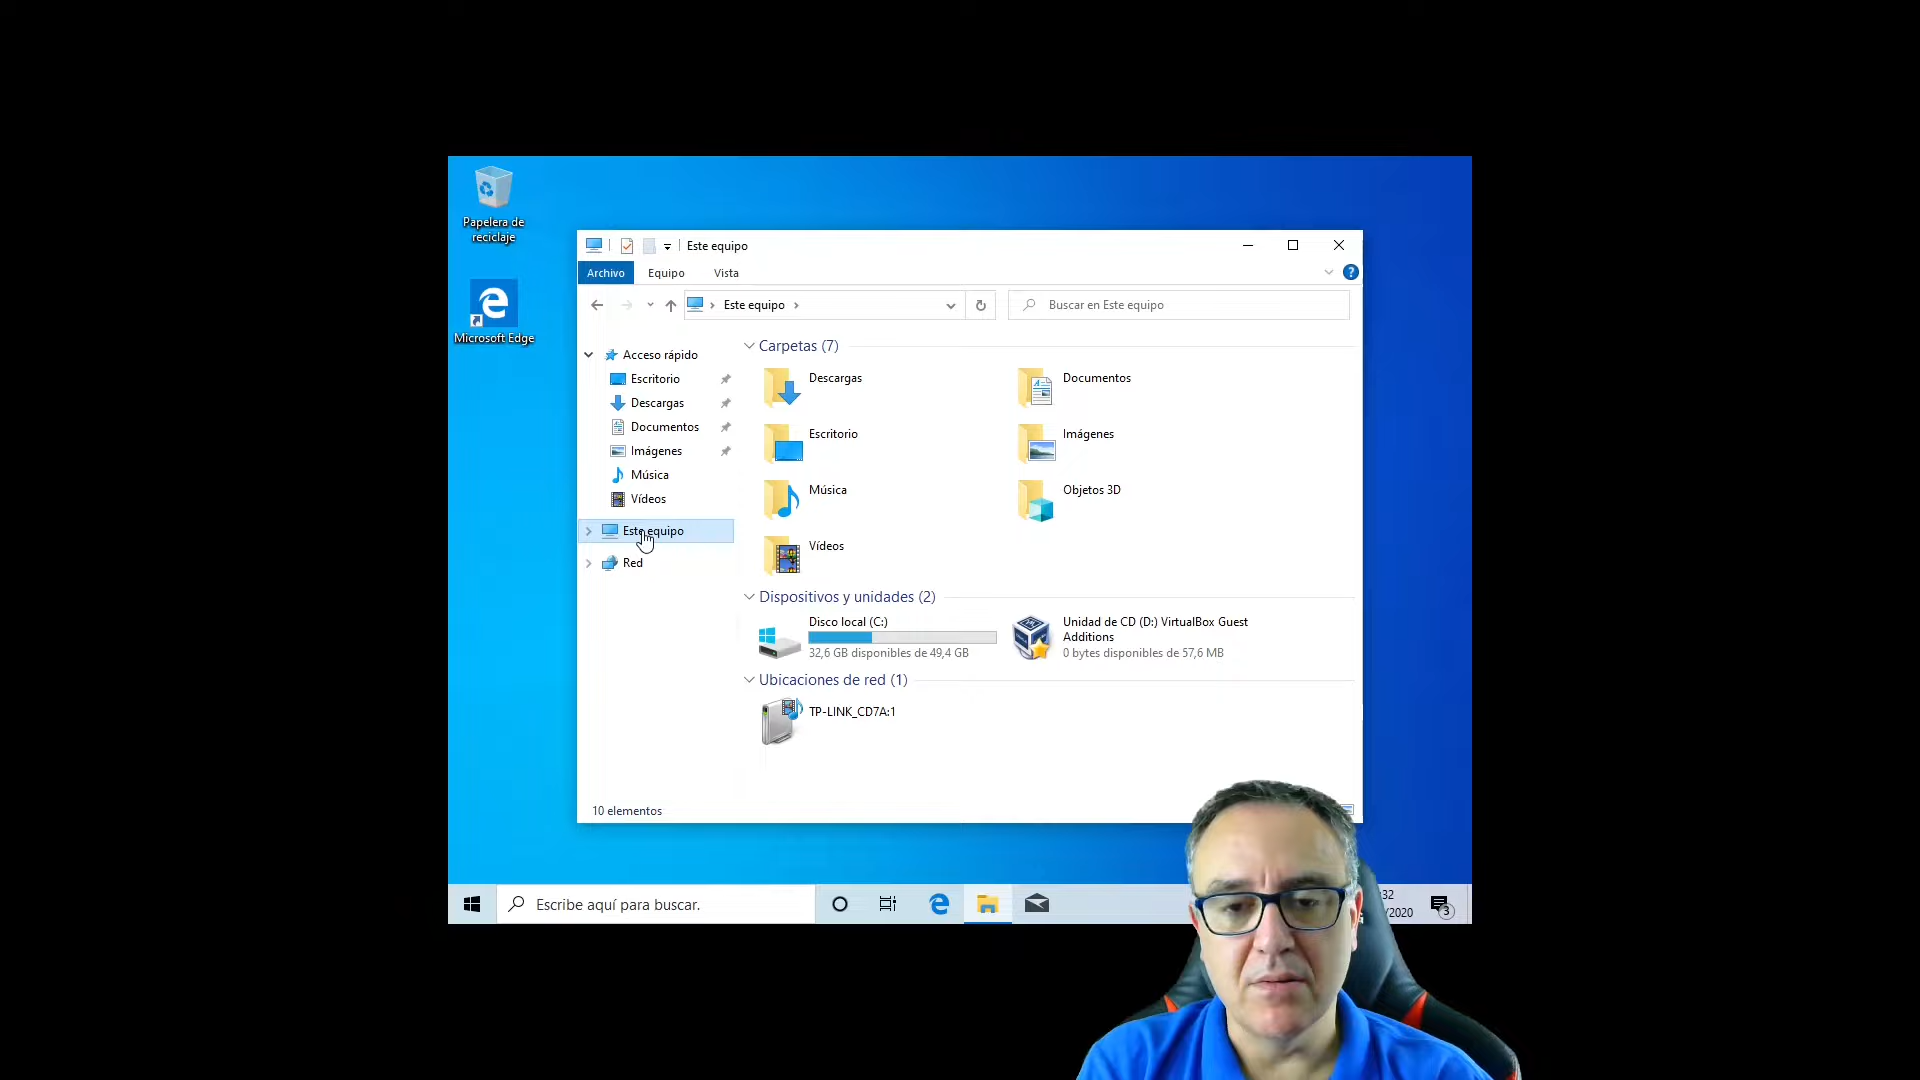 Papelera de
reciclaje
Microsoft Edge
Este equipo
Archivo
Equipo
Vista
Este equipo
Buscar en Este equipo
Acceso rápido
Escritorio
Descargas
Documentos
Imágenes
Música
Vídeos
Este equipo
Red
Carpetas (7)
Descargas
Documentos
Escritorio
Imágenes
Música
Objetos 3D
Vídeos
Dispositivos y unidades (2)
Disco local (C:)
32,6 GB disponibles de 49,4 GB
Unidad de CD (D:) VirtualBox Guest
Additions
0 bytes disponibles de 57,6 MB
Ubicaciones de red (1)
TP-LINK_CD7A:1
10 elementos
Escribe aquí para buscar.
32
/2020
3